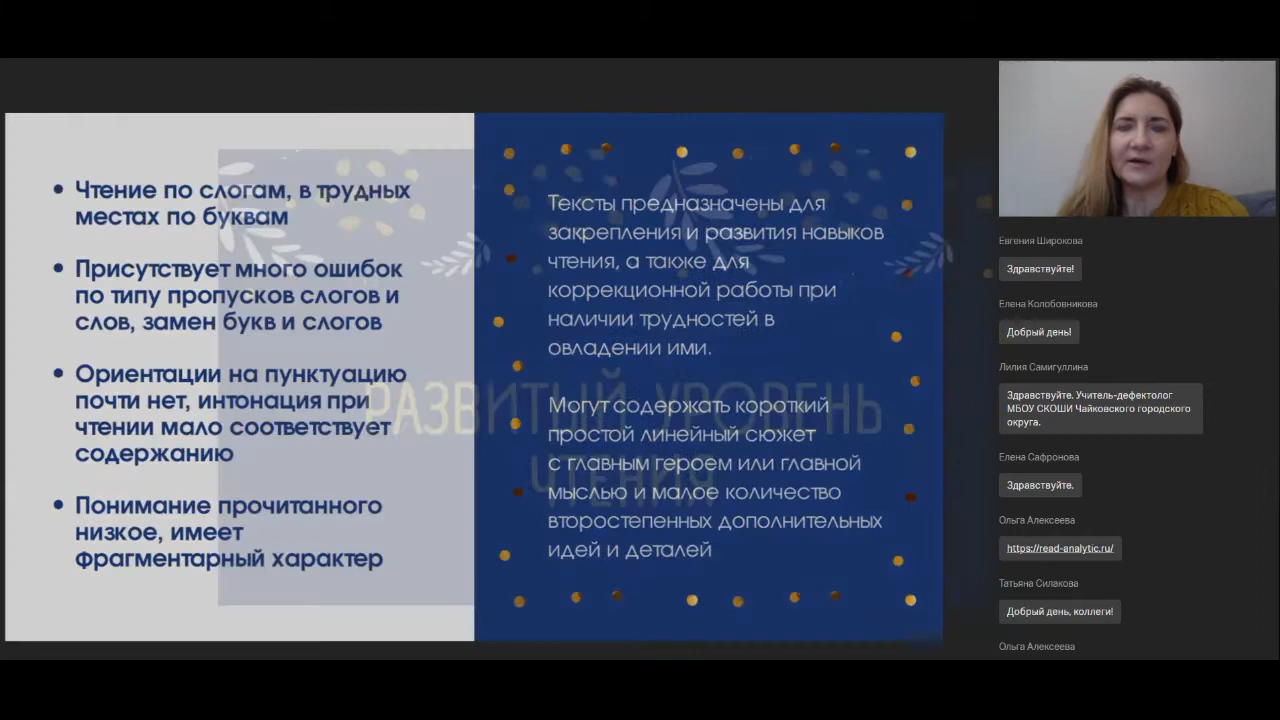 • Чтение по слогам, в трудных
местах по буквам
• Присутствует много ошибок
по типу пропусков слогов и
слов, замен букв и слогов
• Ориентации на пунктуацию
почти нет, интонация при
чтении мало соответствует
содержанию
• Понимание прочитанного
низкое, имеет
фрагментарный характер
Тексты предназначены для
закрепления и развития навыков
чтения, а также для
коррекционной работы при
наличии трудностей в
овладении ими.
Могут содержать короткий
простой линейный сюжет
с главным героем или главной
мыслью и малое количество
второстепенных дополнительных
идей и деталей
РАЗВИТЫЙ УРОВЕНЬ
ЧТЕНИЯ
Евгения Широкова
Здравствуйте!
Елена Колобовникова
Добрый день!
Лилия Самигуллина
Здравствуйте. Учитель-дефектолог
МБОУ СКОШИ Чайковского городского
округа.
Елена Сафронова
Здравствуйте.
Ольга Алексеева
https://read-analytic.ru/
Татьяна Силакова
Добрый день, коллеги!
Ольга Алексеева